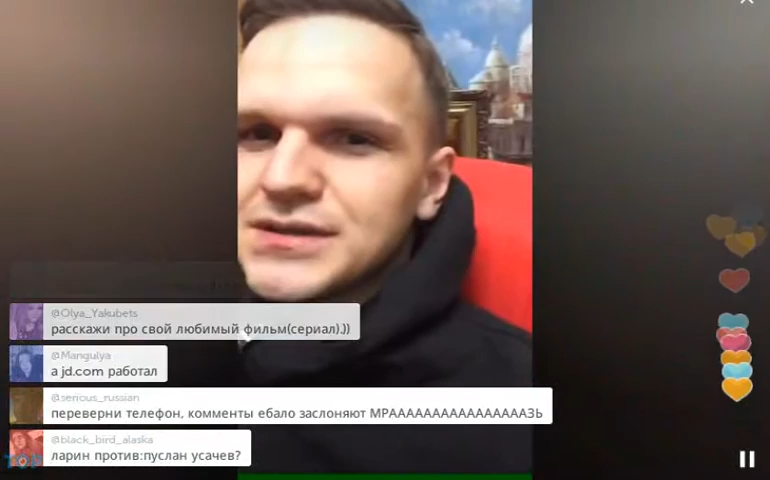 @Olya_Yakubets
расскажи про свой любимый фильм(сериал).))
@Mangulya
а jd.com работал
@serious_russian
переверни телефон, комменты ебало заслоняют МРАААААААААААААААААЗЬ
@black_bird_alaska
ларин против:пуслан усачев?